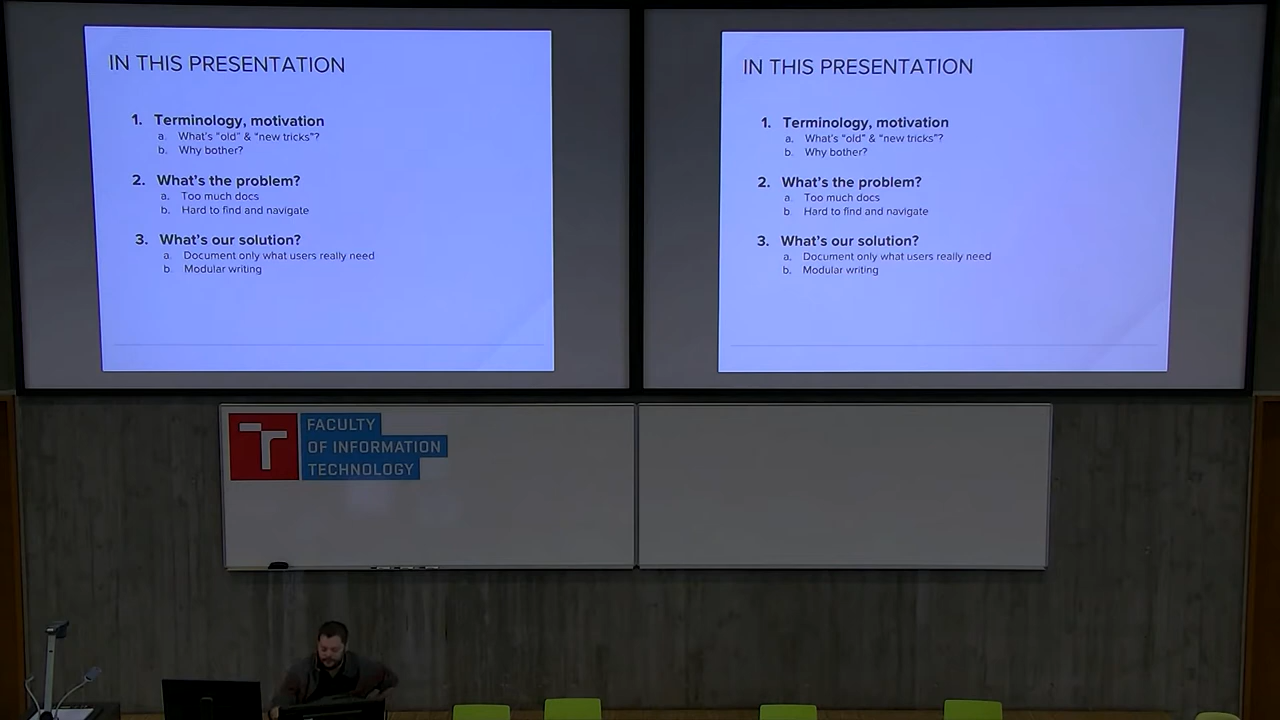 IN THIS PRESENTATION
1. Terminology, motivation
a. What's "old" & "new tricks"?
b. Why bother?
2. What's the problem?
a. Too much docs
b. Hard to find and navigate
3. What's our solution?
a. Document only what users really need
b. Modular writing
IN THIS PRESENTATION
1. Terminology, motivation
a. What's "old" & "new tricks"?
b. Why bother?
2. What's the problem?
a. Too much docs
b. Hard to find and navigate
3. What's our solution?
a. Document only what users really need
b. Modular writing
T FACULTY
OF INFORMATION
TECHNOLOGY